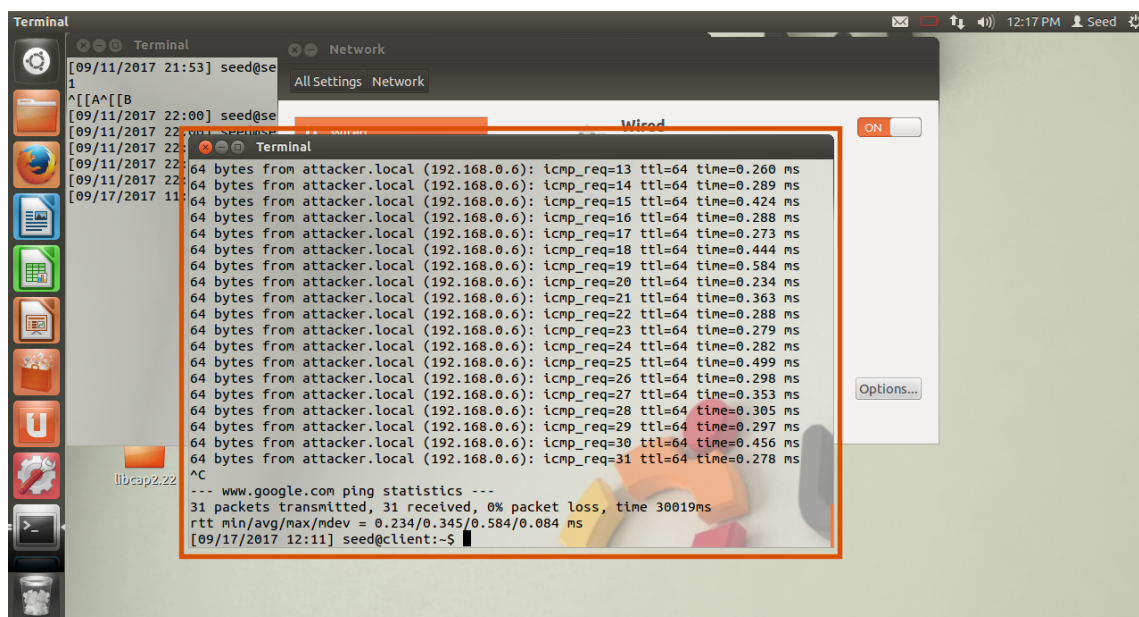 Terminal
12:17 PM
Seed
Terminal
[09/11/2017 21:53] seed@se
1
^[[A^[[B
[09/11/2017 22:00] seed@se
[09/11/2017 22:00] seed@se
[09/11/2017 22:
[09/11/2017 22
[09/11/2017 22
[09/17/2017 11:
Network
All Settings Network
Wired
Wired
ON
Options...
Terminal
64 bytes from attacker.local (192.168.0.6): icmp_req=13 ttl=64 time=0.260 ms
64 bytes from attacker.local (192.168.0.6): icmp_req=14 ttl=64 time=0.289 ms
64 bytes from attacker.local (192.168.0.6): icmp_req=15 ttl=64 time=0.424 ms
64 bytes from attacker.local (192.168.0.6): icmp_req=16 ttl=64 time=0.288 ms
64 bytes from attacker.local (192.168.0.6): icmp_req=17 ttl=64 time=0.273 ms
64 bytes from attacker.local (192.168.0.6): icmp_req=18 ttl=64 time=0.444 ms
64 bytes from attacker.local (192.168.0.6): icmp_req=19 ttl=64 time=0.584 ms
64 bytes from attacker.local (192.168.0.6): icmp_req=20 ttl=64 time=0.234 ms
64 bytes from attacker.local (192.168.0.6): icmp_req=21 ttl=64 time=0.363 ms
64 bytes from attacker.local (192.168.0.6): icmp_req=22 ttl=64 time=0.288 ms
64 bytes from attacker.local (192.168.0.6): icmp_req=23 ttl=64 time=0.279 ms
64 bytes from attacker.local (192.168.0.6): icmp_req=24 ttl=64 time=0.282 ms
64 bytes from attacker.local (192.168.0.6): icmp_req=25 ttl=64 time=0.499 ms
64 bytes from attacker.local (192.168.0.6): icmp_req=26 ttl=64 time=0.298 ms
64 bytes from attacker.local (192.168.0.6): icmp_req=27 ttl=64 time=0.353 ms
64 bytes from attacker.local (192.168.0.6): icmp_req=28 ttl=64 time=0.305 ms
64 bytes from attacker.local (192.168.0.6): icmp_req=29 ttl=64 time=0.297 ms
64 bytes from attacker.local (192.168.0.6): icmp_req=30 ttl=64 time=0.456 ms
64 bytes from attacker.local (192.168.0.6): icmp_req=31 ttl=64 time=0.278 ms
^C
--- www.google.com ping statistics ---
31 packets transmitted, 31 received, 0% packet loss, time 30019ms
rtt min/avg/max/mdev = 0.234/0.345/0.584/0.084 ms
[09/17/2017 12:11] seed@client:~$
libcap2.22